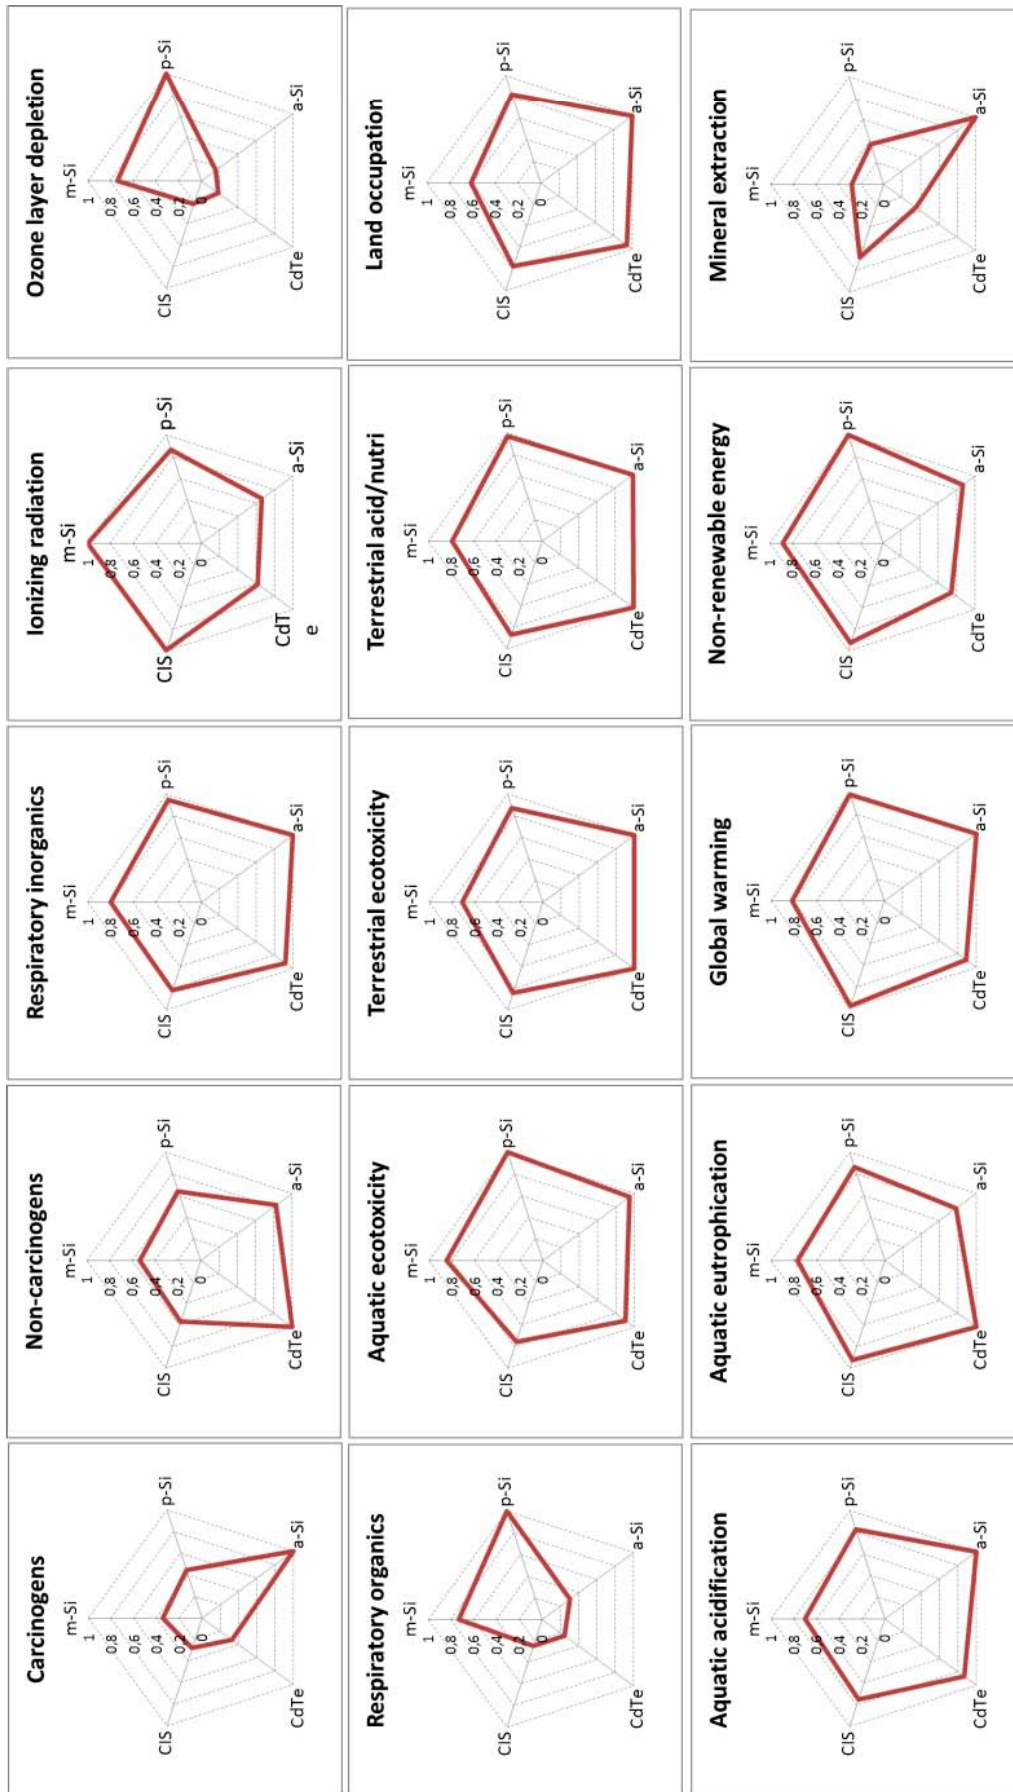 Carcinogens
m-Si
1
0,8
0,6
0,4
0,2
0
p-Si
a-Si
CdTe
CIS
Non-carcinogens
m-Si
1
0,8
0,6
0,4
0,2
0
p-Si
a-Si
CdTe
CIS
Respiratory inorganics
m-Si
1
0,8
0,6
0,4
0,2
0
p-Si
a-Si
CdTe
CIS
Ionizing radiation
m-Si
1
0,8
0,6
0,4
0,2
0
p-Si
a-Si
CdT
e
CIS
Ozone layer depletion
m-Si
1
0,8
0,6
0,4
0,2
0
p-Si
a-Si
CdTe
CIS
Respiratory organics
m-Si
1
0,8
0,6
0,4
0,2
0
p-Si
a-Si
CdTe
CIS
Aquatic ecotoxicity
m-Si
1
0,8
0,6
0,4
0,2
0
p-Si
a-Si
CdTe
CIS
Terrestrial ecotoxicity
m-Si
1
0,8
0,6
0,4
0,2
0
p-Si
a-Si
CdTe
CIS
Terrestrial acid/nutri
m-Si
1
0,8
0,6
0,4
0,2
0
p-Si
a-Si
CdTe
CIS
Land occupation
m-Si
1
0,8
0,6
0,4
0,2
0
p-Si
a-Si
CdTe
CIS
Aquatic acidification
m-Si
1
0,8
0,6
0,4
0,2
0
p-Si
a-Si
CdTe
CIS
Aquatic eutrophication
m-Si
1
0,8
0,6
0,4
0,2
0
p-Si
a-Si
CdTe
CIS
Global warming
m-Si
1
0,8
0,6
0,4
0,2
0
p-Si
a-Si
CdTe
CIS
Non-renewable energy
m-Si
1
0,8
0,6
0,4
0,2
0
p-Si
a-Si
CdTe
CIS
Mineral extraction
m-Si
1
0,8
0,6
0,4
0,2
0
p-Si
a-Si
CdTe
CIS